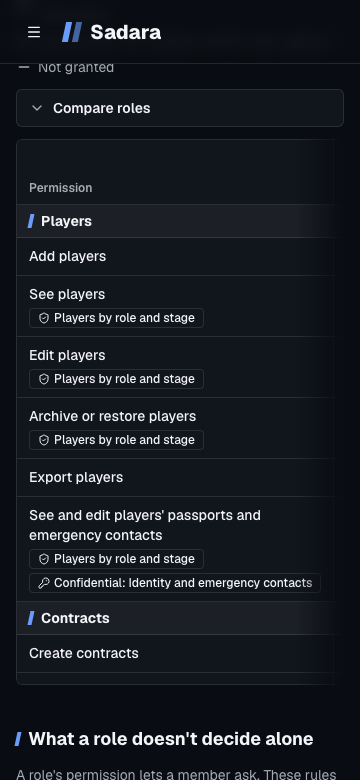 Sadara
Not granted
Compare roles
Permission
Players
Add players
See players
Players by role and stage
Edit players
Players by role and stage
Archive or restore players
Players by role and stage
Export players
See and edit players' passports and
emergency contacts
Players by role and stage
Confidential: Identity and emergency contacts
Contracts
Create contracts
What a role doesn't decide alone
A role's permission lets a member ask. These rules